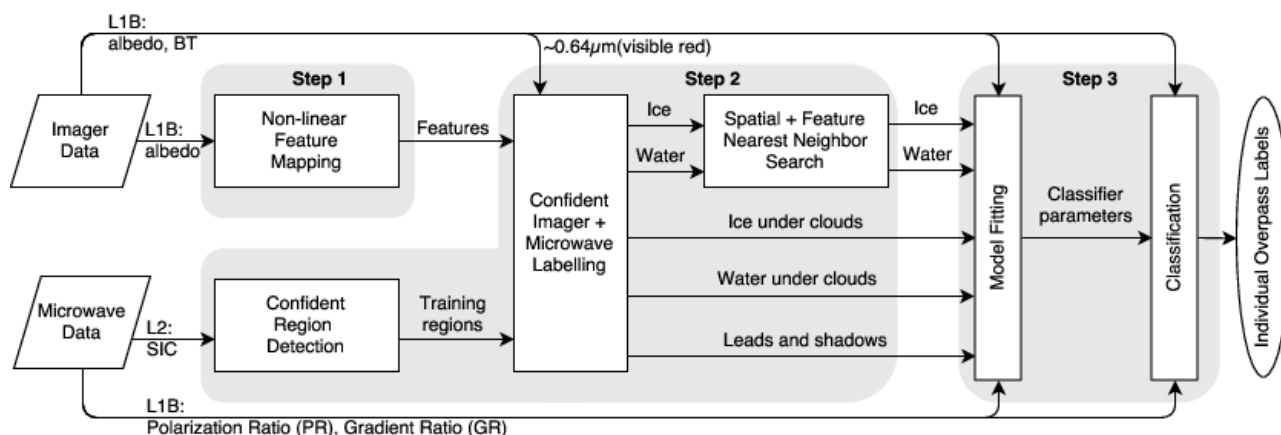 L1B:
albedo, BT
~0.64μm(visible red)
Step 1
Step 2
Step 3
Imager
Data
L1B:
albedo
Non-linear
Feature
Mapping
Features
Confident
Imager +
Microwave
Labelling
Ice
Water
Spatial + Feature
Nearest Neighbor
Search
Ice
Water
Ice under clouds
Water under clouds
Leads and shadows
Model Fitting
Classifier
parameters
Classification
Individual Overpass Labels
Microwave
Data
L2:
SIC
Confident
Region
Detection
Training
regions
L1B:
Polarization Ratio (PR), Gradient Ratio (GR)